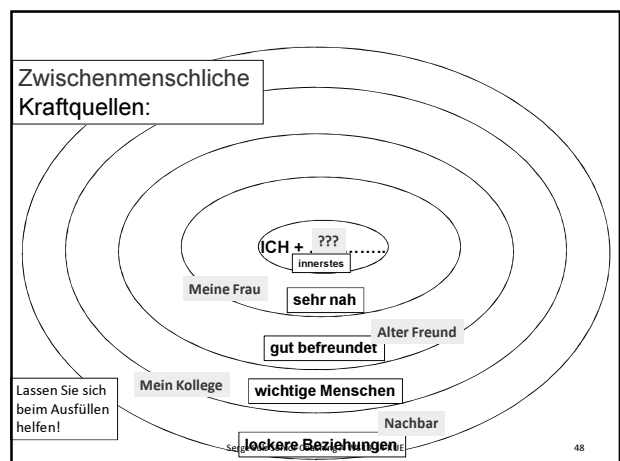 Zwischenmenschliche
Kraftquellen:
ICH + ???
innerstes
Meine Frau
sehr nah
Alter Freund
gut befreundet
Mein Kollege
wichtige Menschen
Lassen Sie sich
beim Ausfüllen
helfen!
Nachbar
lockere Beziehungen
48